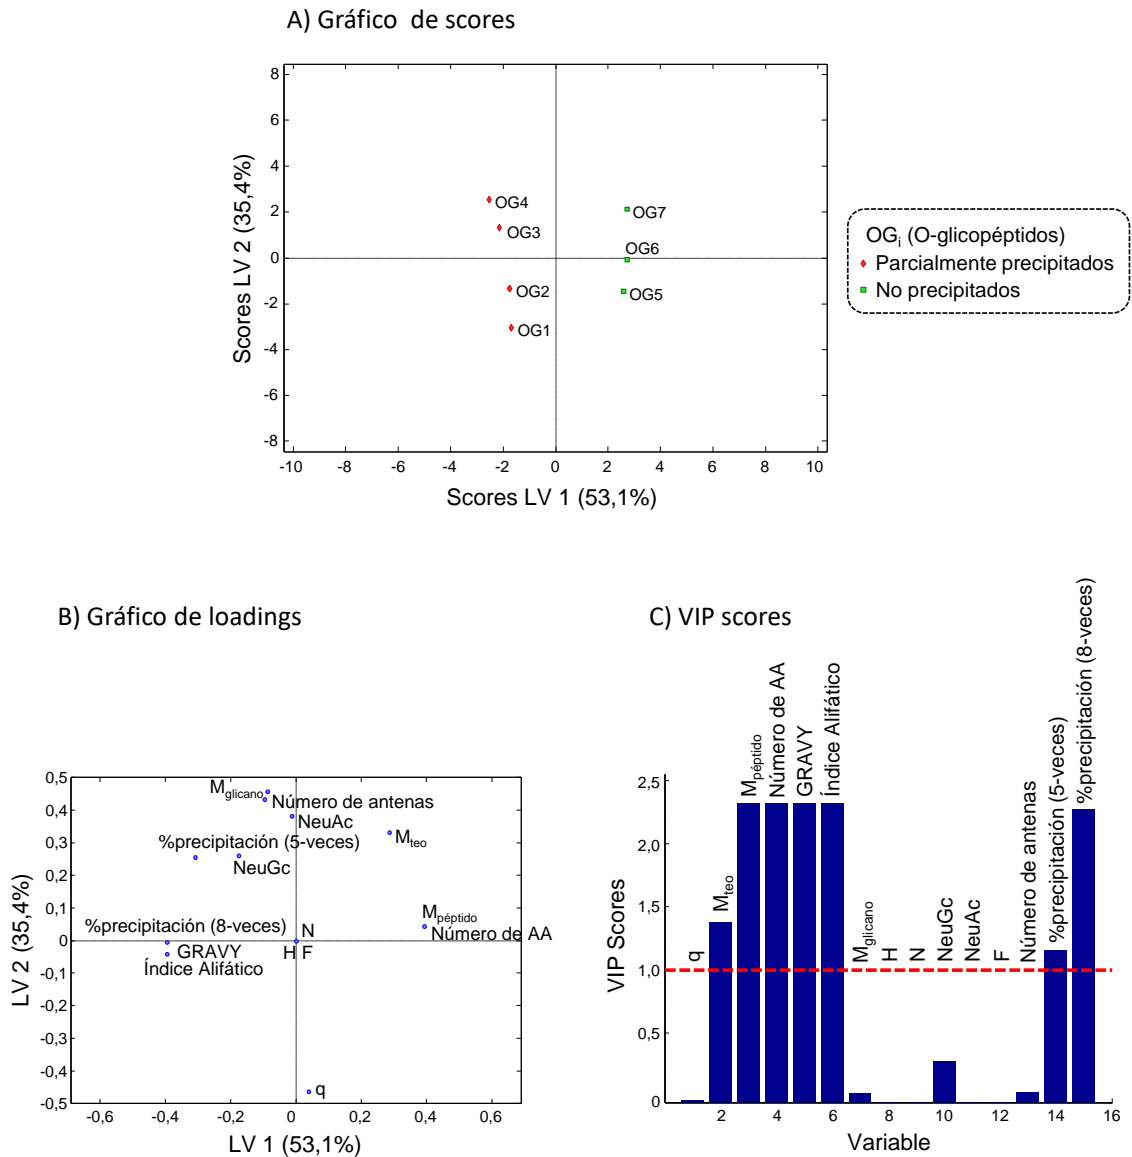 A) Gráfico de scores
8
6
4
2
0
-2
-4
-6
-8
Scores LV 2 (35,4%)
OG4
OG3
OG2
OG1
OG7
OG6
OG5
-10 -8 -6 -4 -2 0 2 4 6 8 10
Scores LV 1 (53,1%)
OGi (O-glicopéptidos)
Parcialmente precipitados
No precipitados
B) Gráfico de loadings
0,5
0,4
0,3
0,2
0,1
0
-0,1
-0,2
-0,3
-0,4
-0,5
LV 2 (35,4%)
Mglicano
Número de antenas
NeuAc
Mteo
%precipitación (5-veces)
NeuGc
Mpéptido
Número de AA
%precipitación (8-veces)
N
GRAVY
H F
Índice Alifático
q
-0,6 -0,4 -0,2 0 0,2 0,4 0,6
LV 1 (53,1%)
C) VIP scores
2,5
2,0
1,5
1,0
0,5
0
VIP Scores
q
Mteo
Mpéptido
Número de AA
GRAVY
Índice Alifático
Mglicano
H
N
NeuGc
NeuAc
F
Número de antenas
%precipitación (5-veces)
%precipitación (8-veces)
2 4 6 8 10 12 14 16
Variable